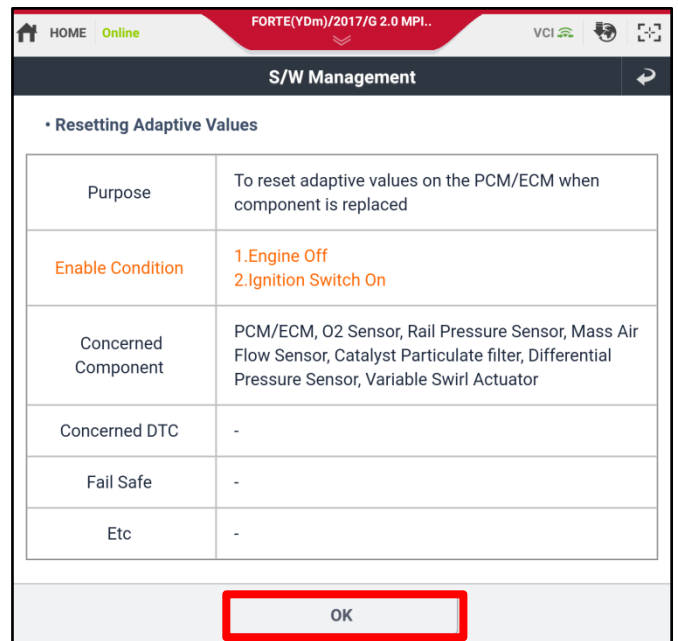 HOME Online FORTE(YDm)/2017/G 2.0 MPI.. VCI
S/W Management
• Resetting Adaptive Values
Purpose
To reset adaptive values on the PCM/ECM when
component is replaced
Enable Condition
1.Engine Off
2.Ignition Switch On
Concerned
Component
PCM/ECM, O2 Sensor, Rail Pressure Sensor, Mass Air
Flow Sensor, Catalyst Particulate filter, Differential
Pressure Sensor, Variable Swirl Actuator
Concerned DTC
-
Fail Safe
-
Etc
-
OK